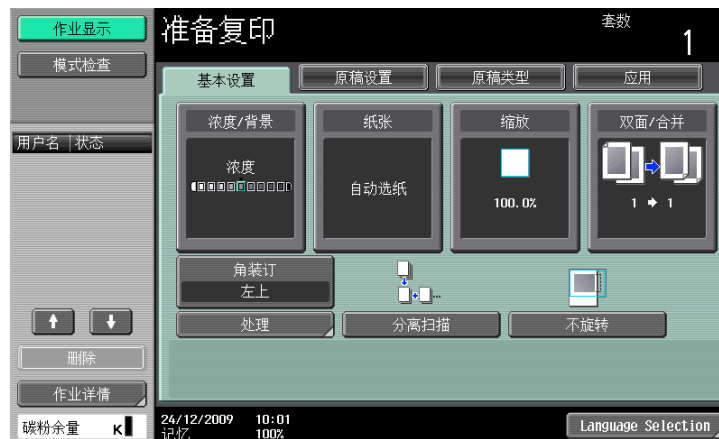 作业显示
模式检查
用户名 状态
删除
作业详情
碳粉余量 K
准备复印
套数
1
基本设置 原稿设置 原稿类型 应用
浓度/背景 纸张 缩放 双面/合并
浓度
自动选纸
100.0%
1 → 1
角装订
左上
处理 分离扫描 不旋转
24/12/2009 10:01
记忆 100%
Language Selection